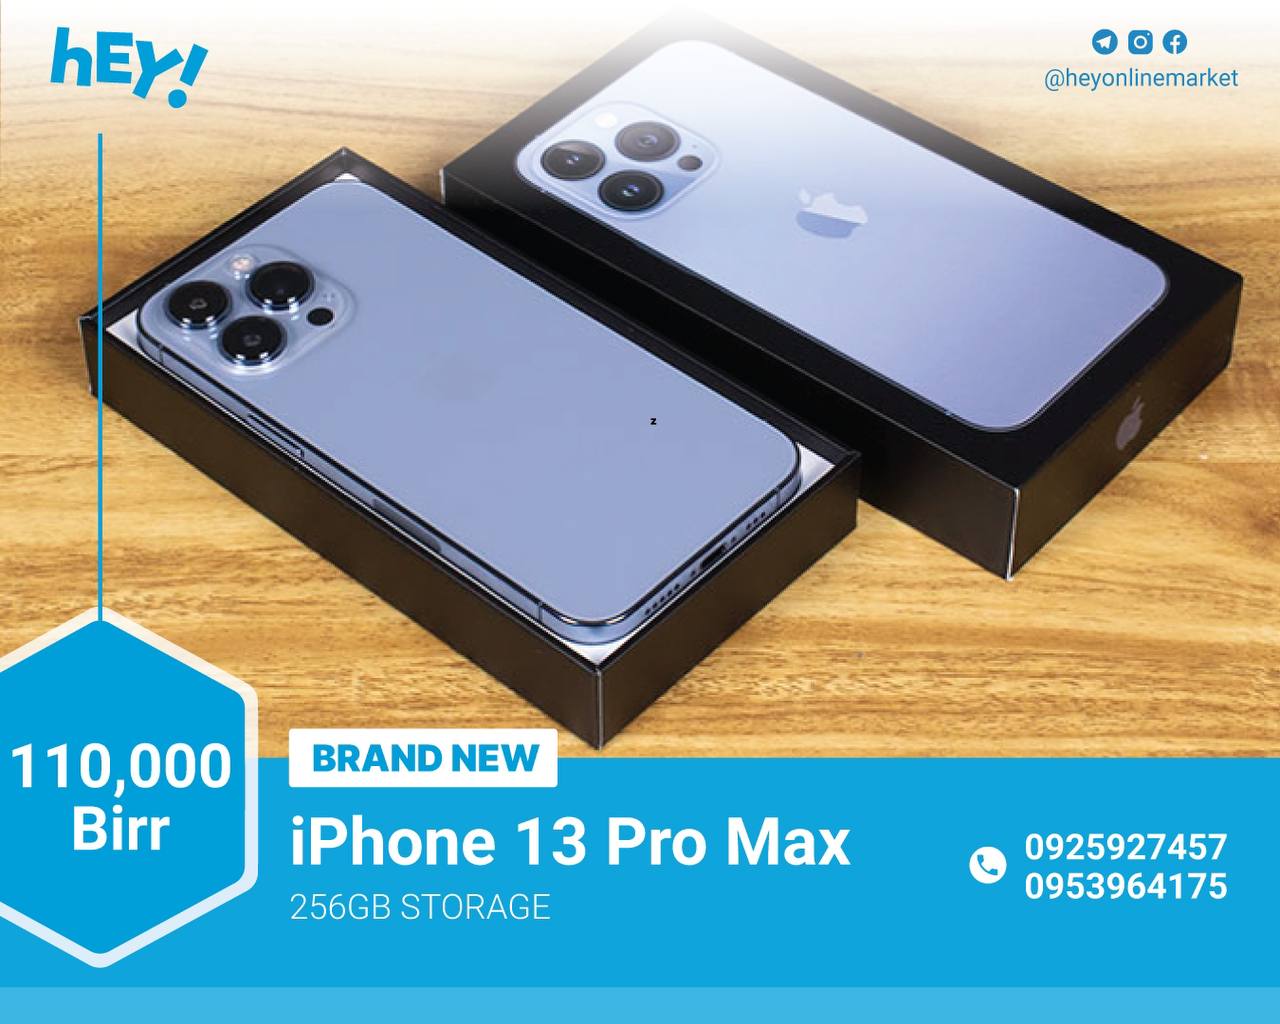 hEY!
@heyonlinemarket
z
110,000
Birr
BRAND NEW
iPhone 13 Pro Max
256GB STORAGE
0925927457
0953964175